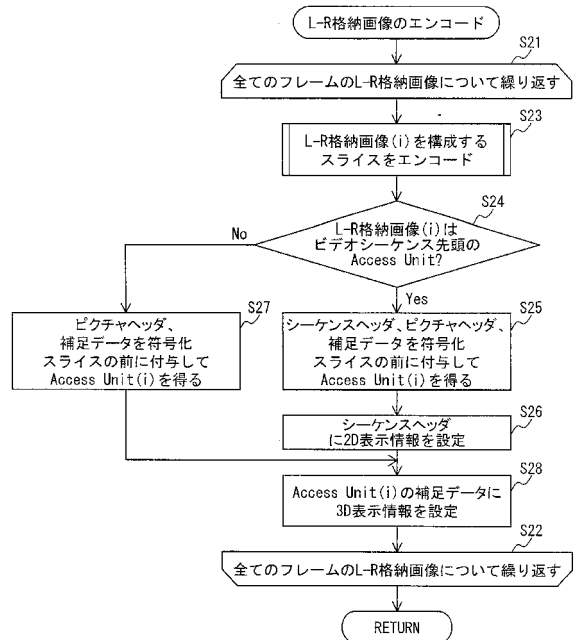 L-R格納画像のエンコード
S21
全てのフレームのL-R格納画像について繰り返す
S23
L-R格納画像(i)を構成する
スライスをエンコード
S24
L-R格納画像(i)は
ビデオシーケンス先頭の
Access Unit?
No
Yes
S27
ピクチャヘッダ、
補足データを符号化
スライスの前に付与して
Access Unit(i)を得る
S25
シーケンスヘッダ、ピクチャヘッダ、
補足データを符号化
スライスの前に付与して
Access Unit(i)を得る
S26
シーケンスヘッダ
に2D表示情報を設定
S28
Access Unit(i)の補足データに
3D表示情報を設定
S22
全てのフレームのL-R格納画像について繰り返す
RETURN